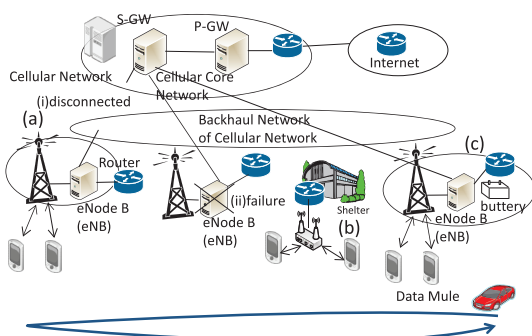 S-GW
P-GW
Internet
Cellular Network
Cellular Core
Network
(i)disconnected
Backhaul Network
of Cellular Network
(a)
Router
eNode B
(eNB)
(ii)failure
eNode B
(eNB)
Shelter
(b)
(c)
buttery
eNode B
(eNB)
Data Mule